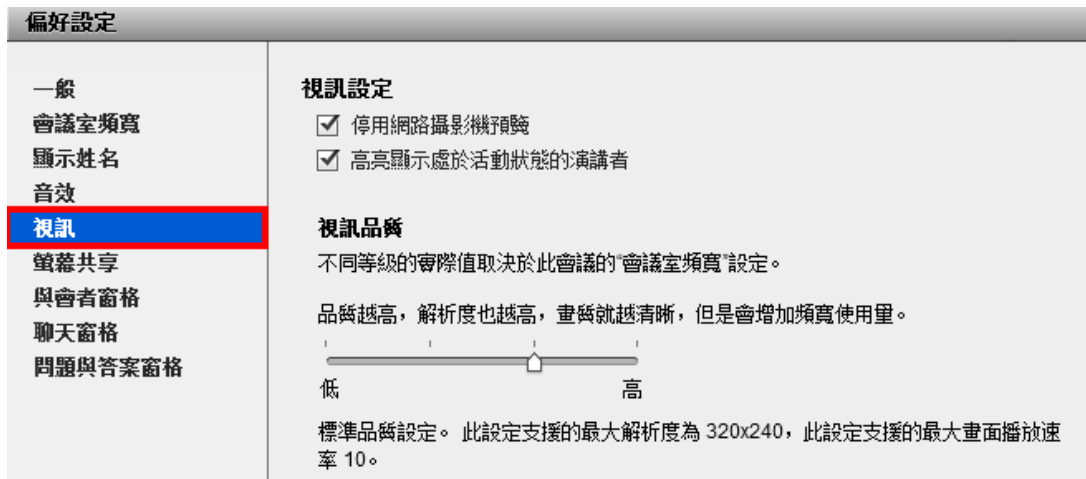 偏好設定
一般
會議室頻寬
顯示姓名
音效
視訊
螢幕共享
與會者窗格
聊天窗格
問題與答案窗格
視訊設定
停用網路攝影機預覽
高亮顯示處於活動狀態的演講者
視訊品質
不同等級的實際值取決於此會議的"會議室頻寬"設定。
品質越高，解析度也越高，畫質就越清晰，但是會增加頻寬使用量。
低 高
標準品質設定。 此設定支援的最大解析度為 320x240，此設定支援的最大畫面播放速
率 10。